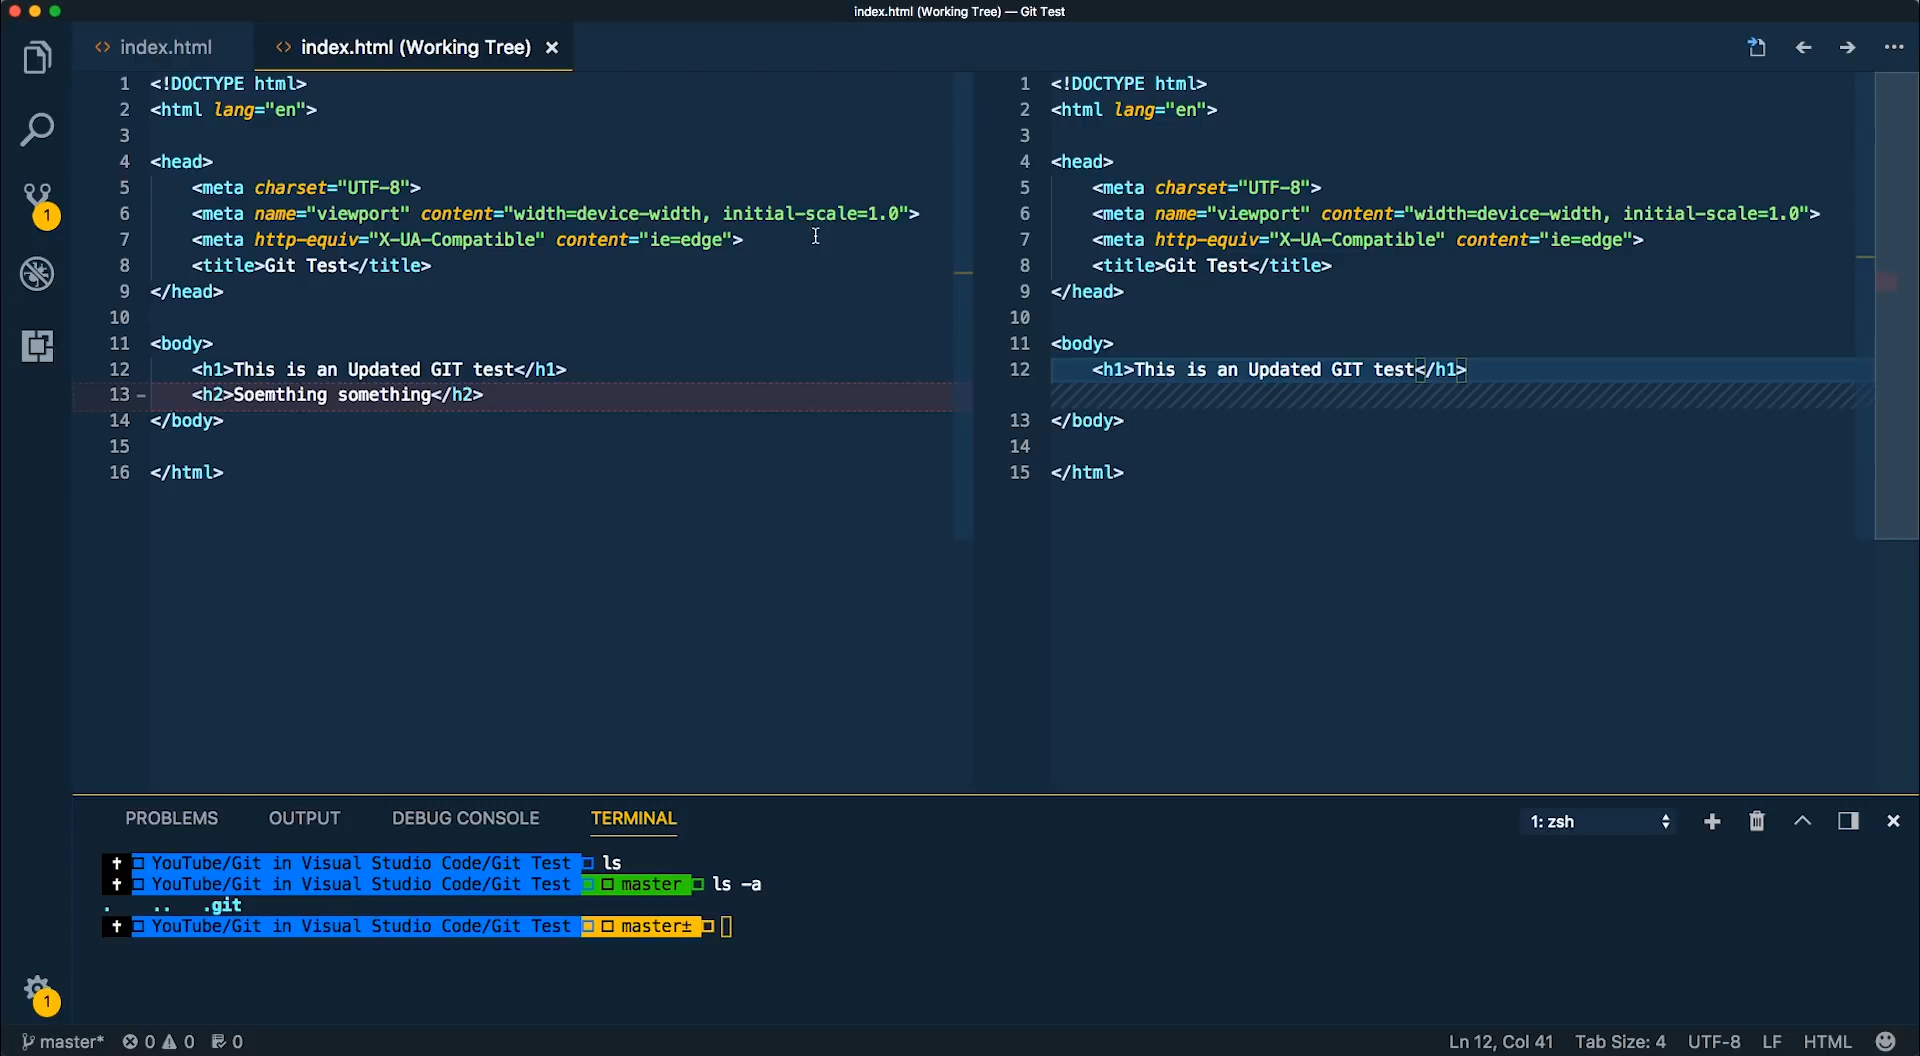 index.html (Working Tree) — Git Test
index.html
index.html (Working Tree)
1 <!DOCTYPE html>
2 <html lang="en">
3
4 <head>
5 <meta charset="UTF-8">
6 <meta name="viewport" content="width=device-width, initial-scale=1.0">
7 <meta http-equiv="X-UA-Compatible" content="ie=edge">
8 <title>Git Test</title>
9 </head>
10
11 <body>
12 <h1>This is an Updated GIT test</h1>
13 - <h2>Soemthing something</h2>
14 </body>
15
16 </html>
1 <!DOCTYPE html>
2 <html lang="en">
3
4 <head>
5 <meta charset="UTF-8">
6 <meta name="viewport" content="width=device-width, initial-scale=1.0">
7 <meta http-equiv="X-UA-Compatible" content="ie=edge">
8 <title>Git Test</title>
9 </head>
10
11 <body>
12 <h1>This is an Updated GIT test</h1>
13 </body>
14
15 </html>
1
1
PROBLEMS OUTPUT DEBUG CONSOLE TERMINAL
1: zsh
YouTube/Git in Visual Studio Code/Git Test ls
YouTube/Git in Visual Studio Code/Git Test master ls -a
. .. .git
YouTube/Git in Visual Studio Code/Git Test master±
master* 0 0 0
Ln 12, Col 41 Tab Size: 4 UTF-8 LF HTML